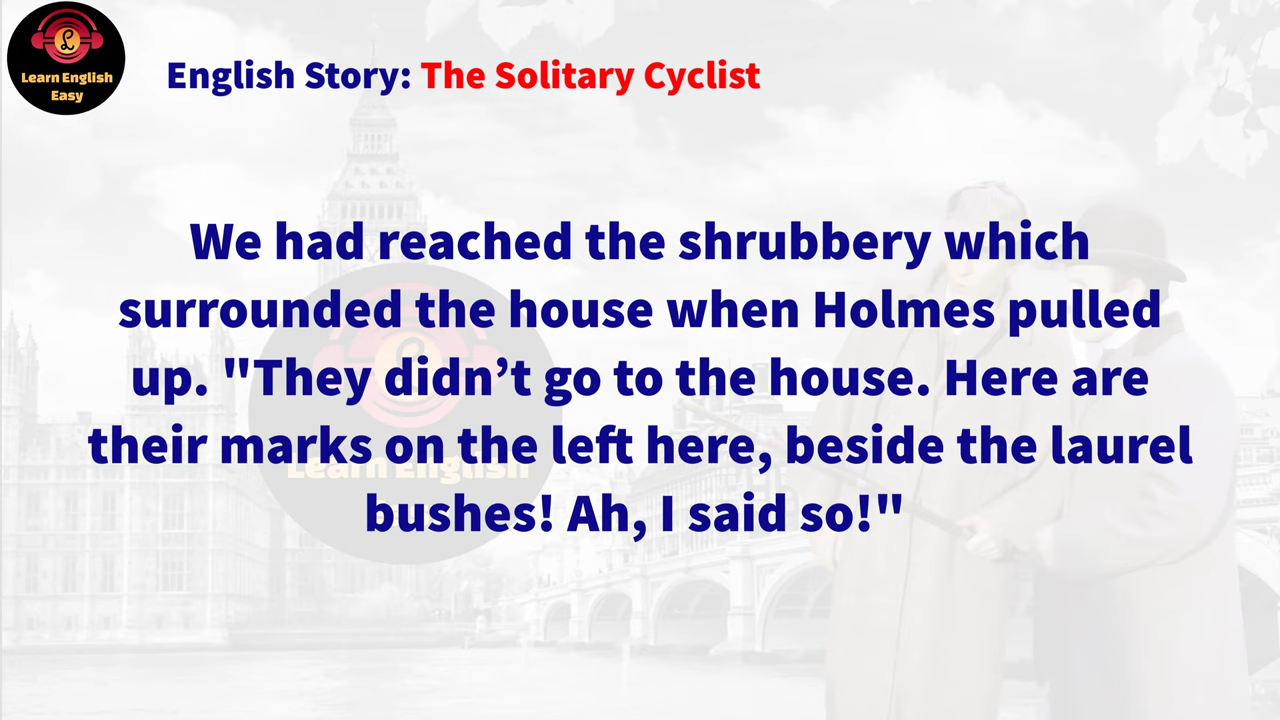 Learn English
Easy
English Story: The Solitary Cyclist
We had reached the shrubbery which
surrounded the house when Holmes pulled
up. "They didn’t go to the house. Here are
their marks on the left here, beside the laurel
bushes! Ah, I said so!"
Learn English